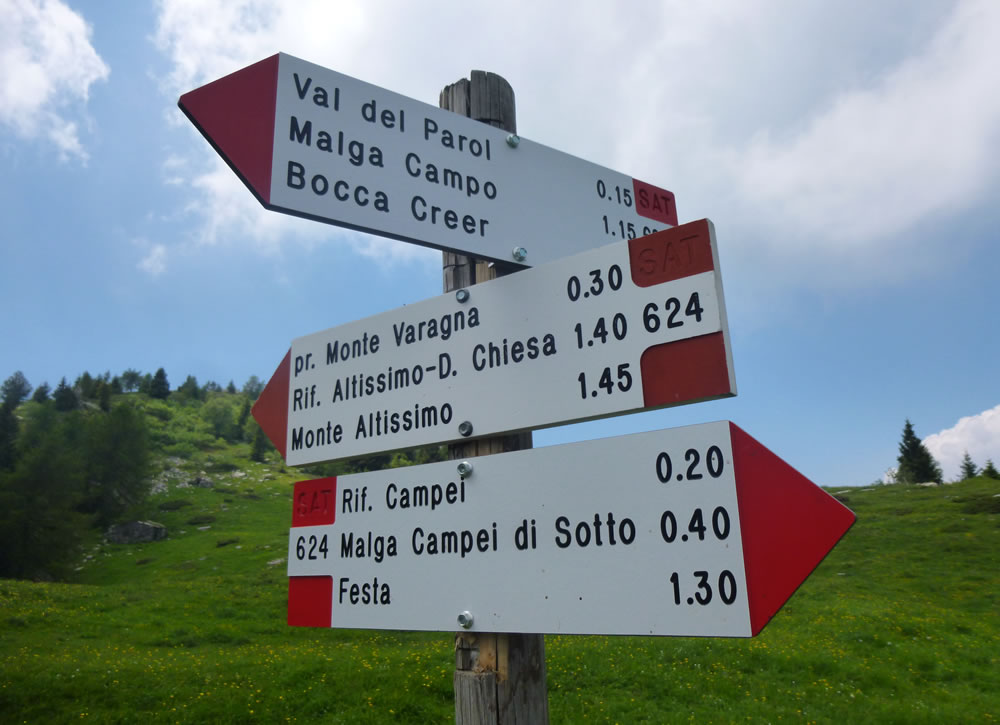 Val del Parol 0.15 SAT
Malga Campo 1.15
Bocca Creer
pr. Monte Varagna 0.30 SAT
Rif. Altissimo-D. Chiesa 1.40 624
Monte Altissimo 1.45
SAT Rif. Campei 0.20
624 Malga Campei di Sotto 0.40
Festa 1.30